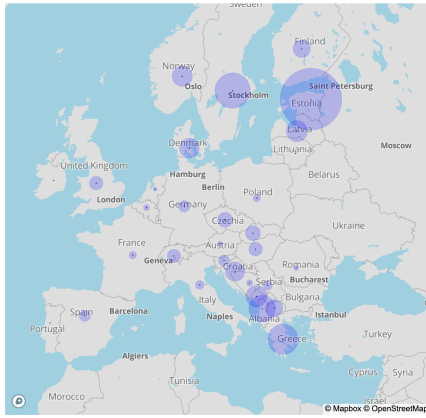 Sweden
Finland
Norway
Oslo
Saint Petersburg
Stockholm
Estonia
Latvia
Moscow
Denmark
Lithuania
United Kingdom
Hamburg
Belarus
Berlin
London
Poland
Germany
Ukraine
Czechia
France
Austria
Geneva
Croatia
Romania
Serbia
Bucharest
Italy
Bulgaria
Spain
Barcelona
Naples
Albania
Istanbul
Portugal
Greece
Turkey
Algiers
Tunisia
Cyprus
Syria
Morocco
Israel
© Mapbox © OpenStreetMap